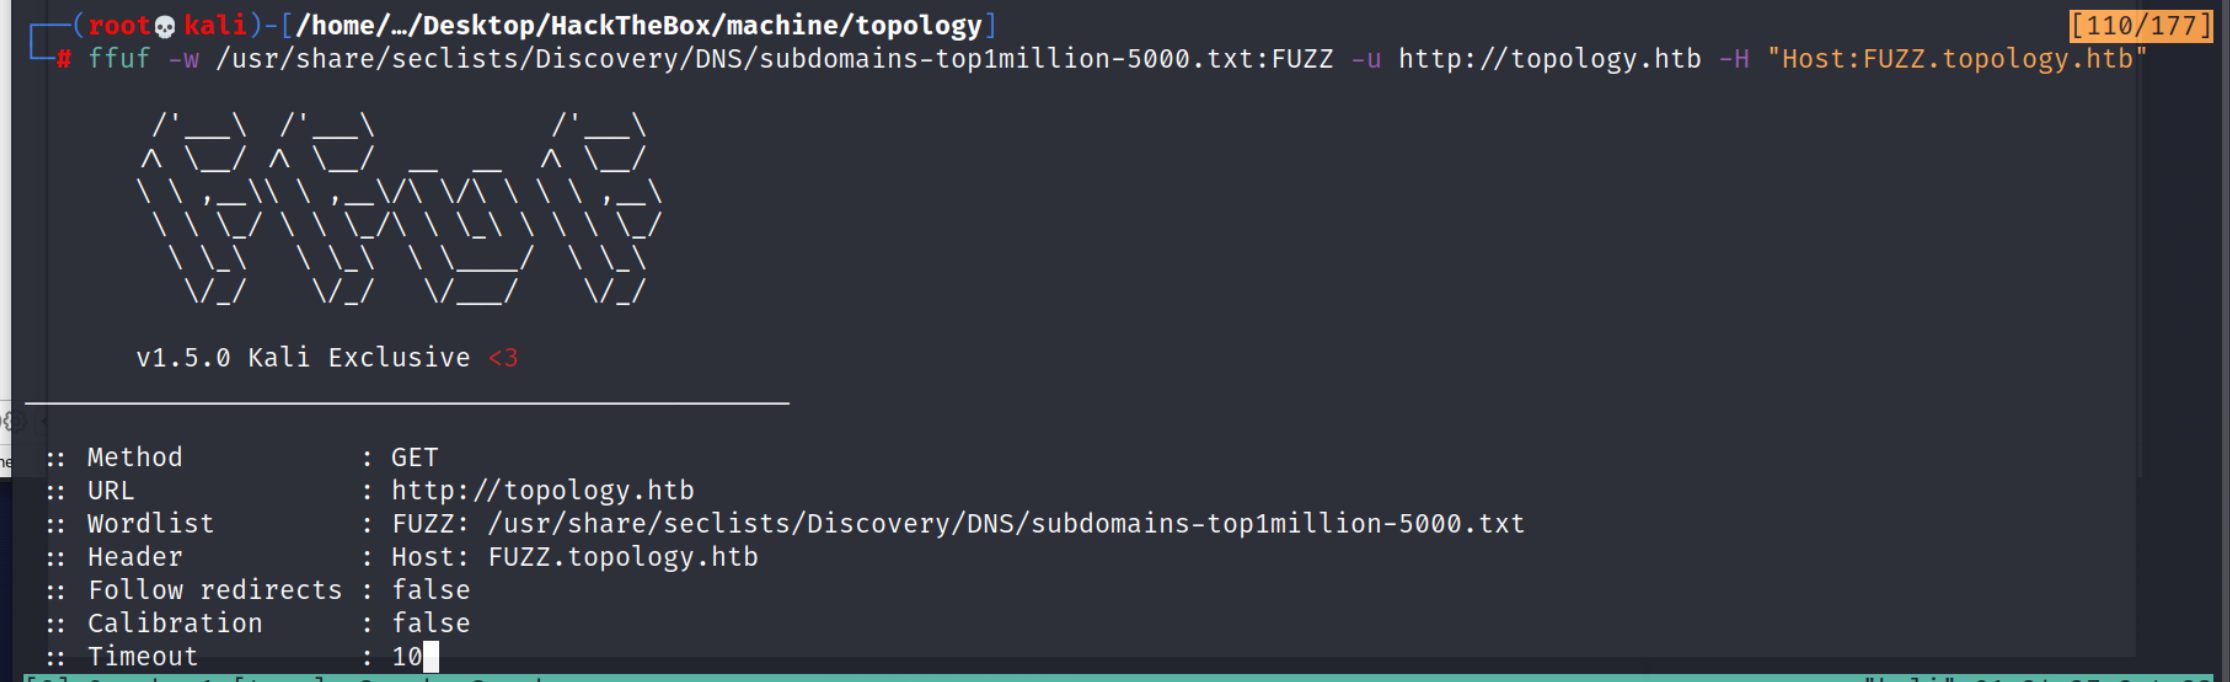 ┌──(root💀kali)-[/home/…/Desktop/HackTheBox/machine/topology] [110/177]
└─# ffuf -w /usr/share/seclists/Discovery/DNS/subdomains-top1million-5000.txt:FUZZ -u http://topology.htb -H "Host:FUZZ.topology.htb"
        /'___\  /'___\           /'___\
       /\ \__/ /\ \__/  __  __  /\ \__/
       \ \ ,__\\ \ ,__\/\ \/\ \ \ \ ,__\
        \ \ \_/ \ \ \_/\ \ \_\ \ \ \ \_/
         \ \_\   \ \_\  \ \____/  \ \_\
          \/_/    \/_/   \/___/    \/_/
v1.5.0 Kali Exclusive <3
________________________________________________
:: Method : GET
:: URL : http://topology.htb
:: Wordlist : FUZZ: /usr/share/seclists/Discovery/DNS/subdomains-top1million-5000.txt
:: Header : Host: FUZZ.topology.htb
:: Follow redirects : false
:: Calibration : false
:: Timeout : 10